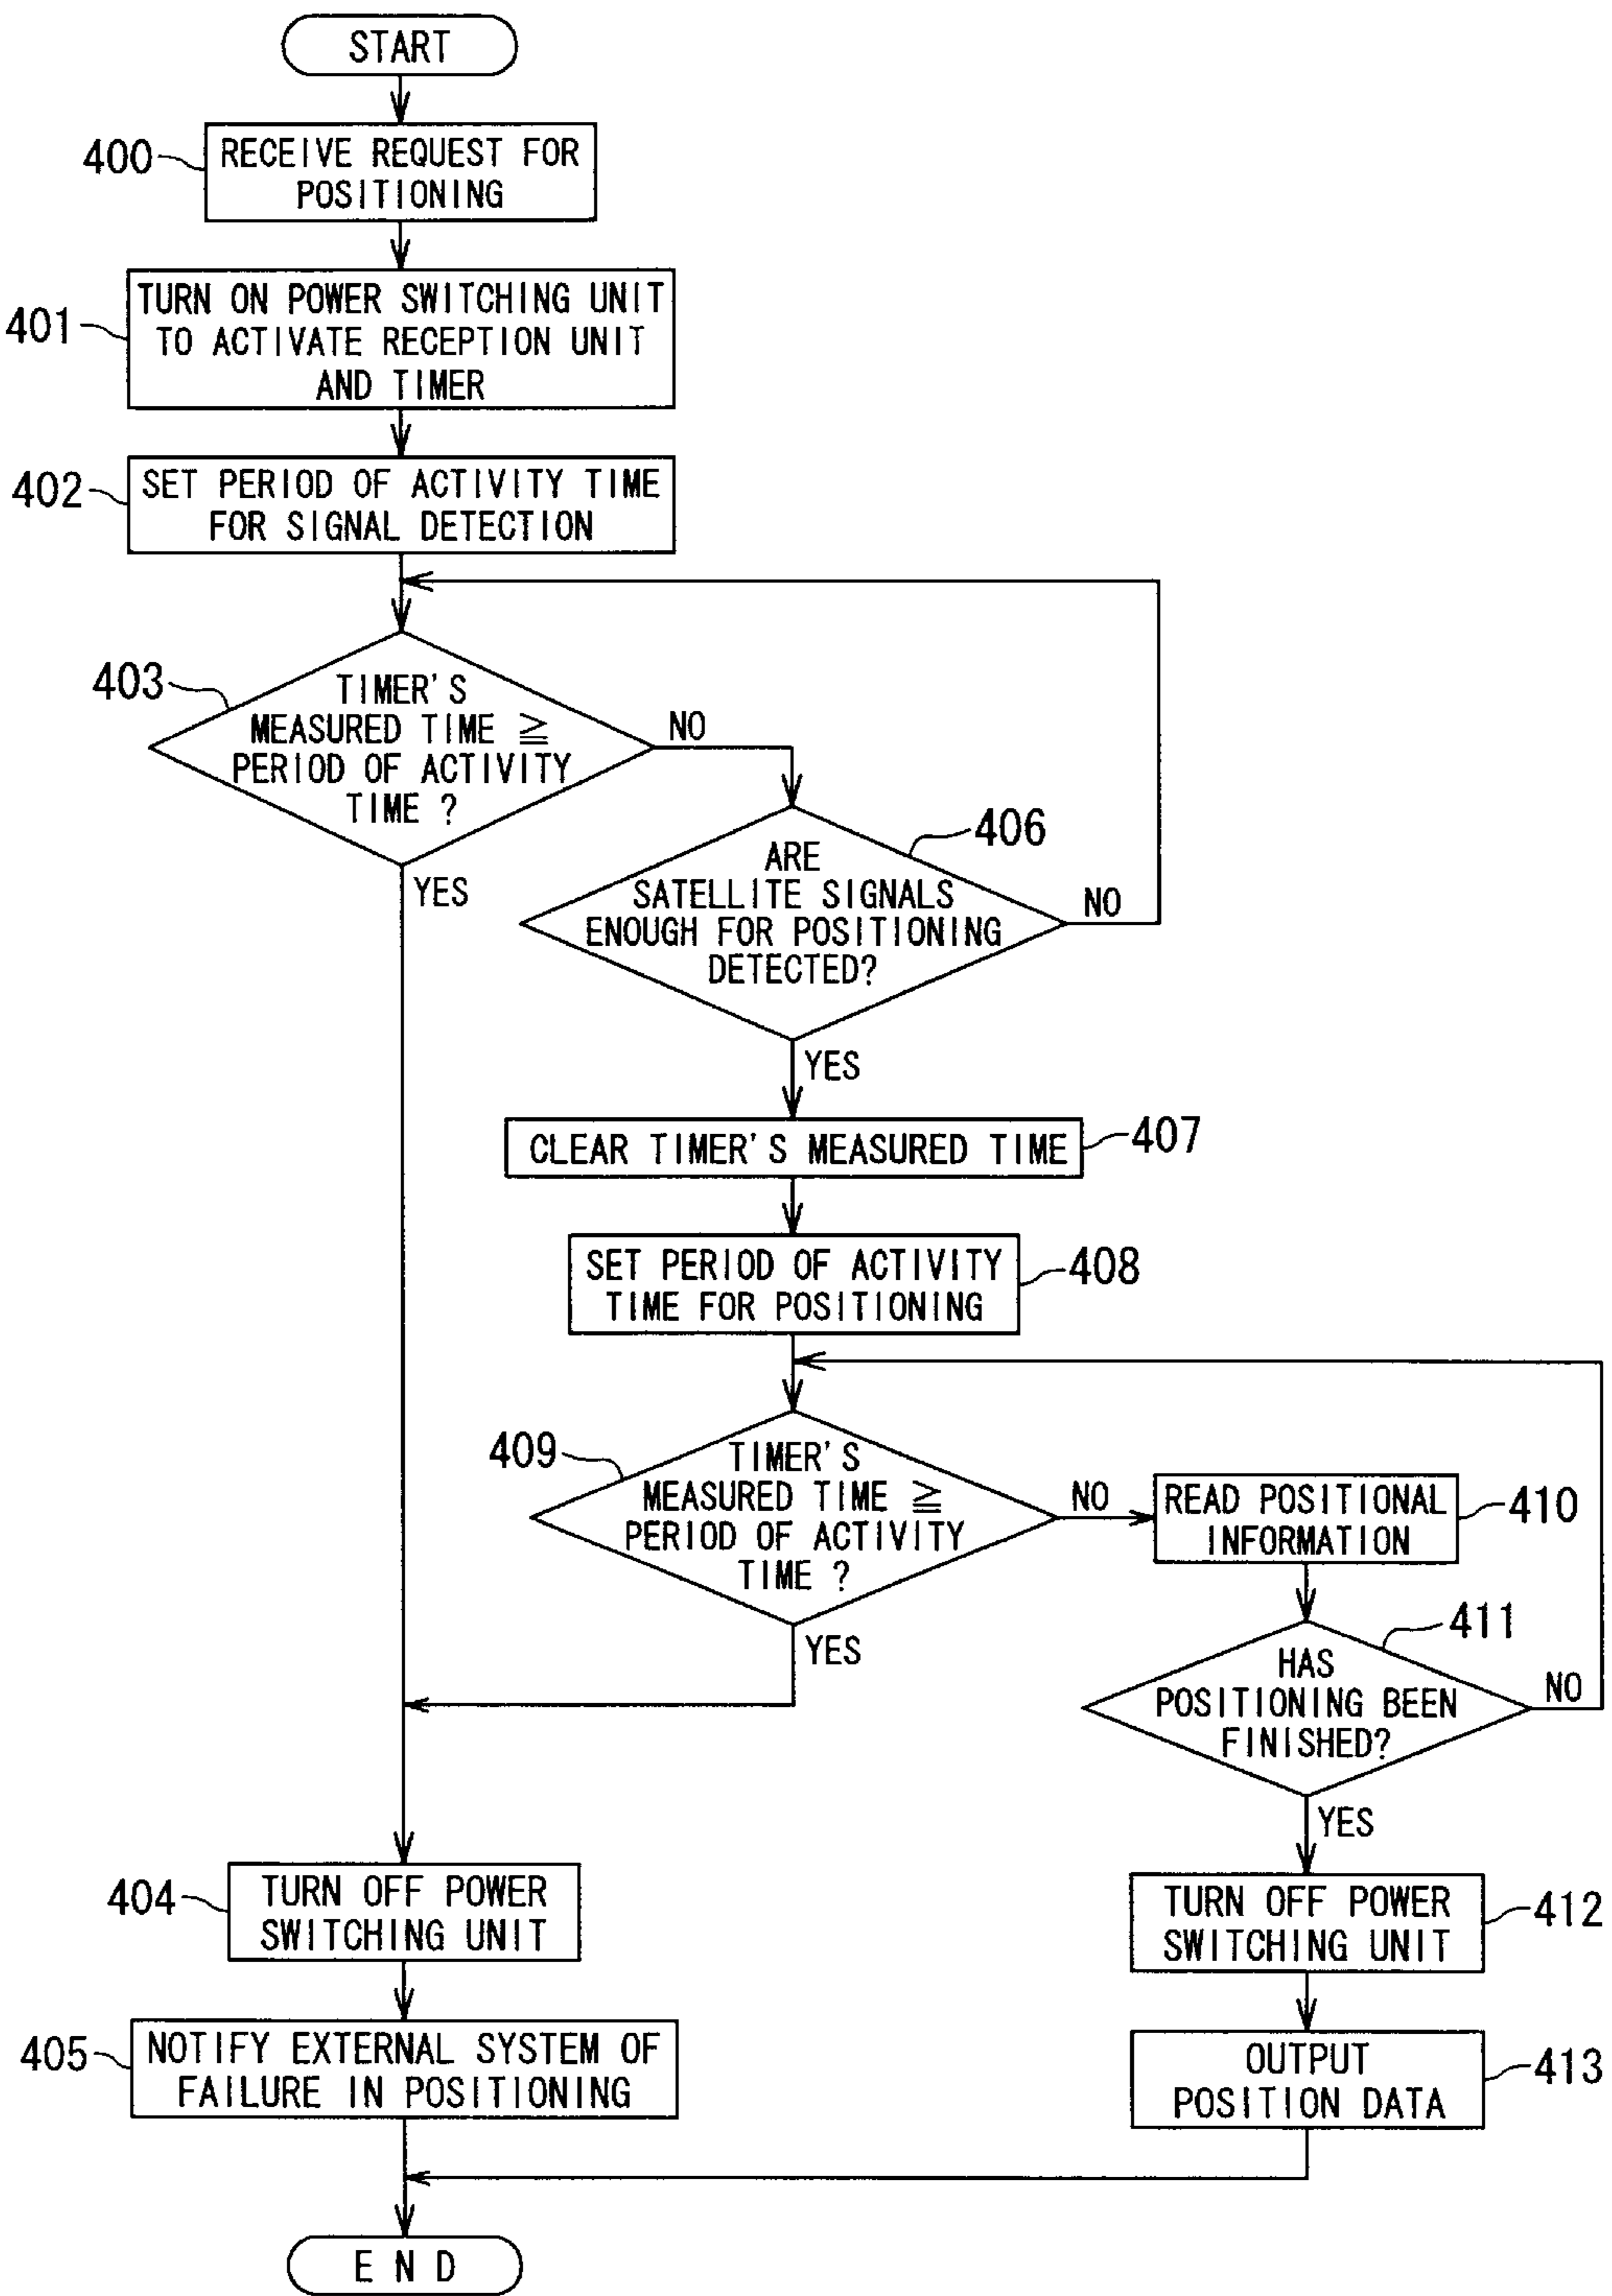 START
400
RECEIVE REQUEST FOR
POSITIONING
401
TURN ON POWER SWITCHING UNIT
TO ACTIVATE RECEPTION UNIT
AND TIMER
402
SET PERIOD OF ACTIVITY TIME
FOR SIGNAL DETECTION
403
TIMER'S
MEASURED TIME ≧
PERIOD OF ACTIVITY
TIME ?
NO
YES
406
ARE
SATELLITE SIGNALS
ENOUGH FOR POSITIONING
DETECTED?
NO
YES
CLEAR TIMER'S MEASURED TIME
407
SET PERIOD OF ACTIVITY
TIME FOR POSITIONING
408
409
TIMER'S
MEASURED TIME ≧
PERIOD OF ACTIVITY
TIME ?
NO
YES
READ POSITIONAL
INFORMATION
410
411
HAS
POSITIONING BEEN
FINISHED?
NO
YES
404
TURN OFF POWER
SWITCHING UNIT
TURN OFF POWER
SWITCHING UNIT
412
405
NOTIFY EXTERNAL SYSTEM OF
FAILURE IN POSITIONING
OUTPUT
POSITION DATA
413
END